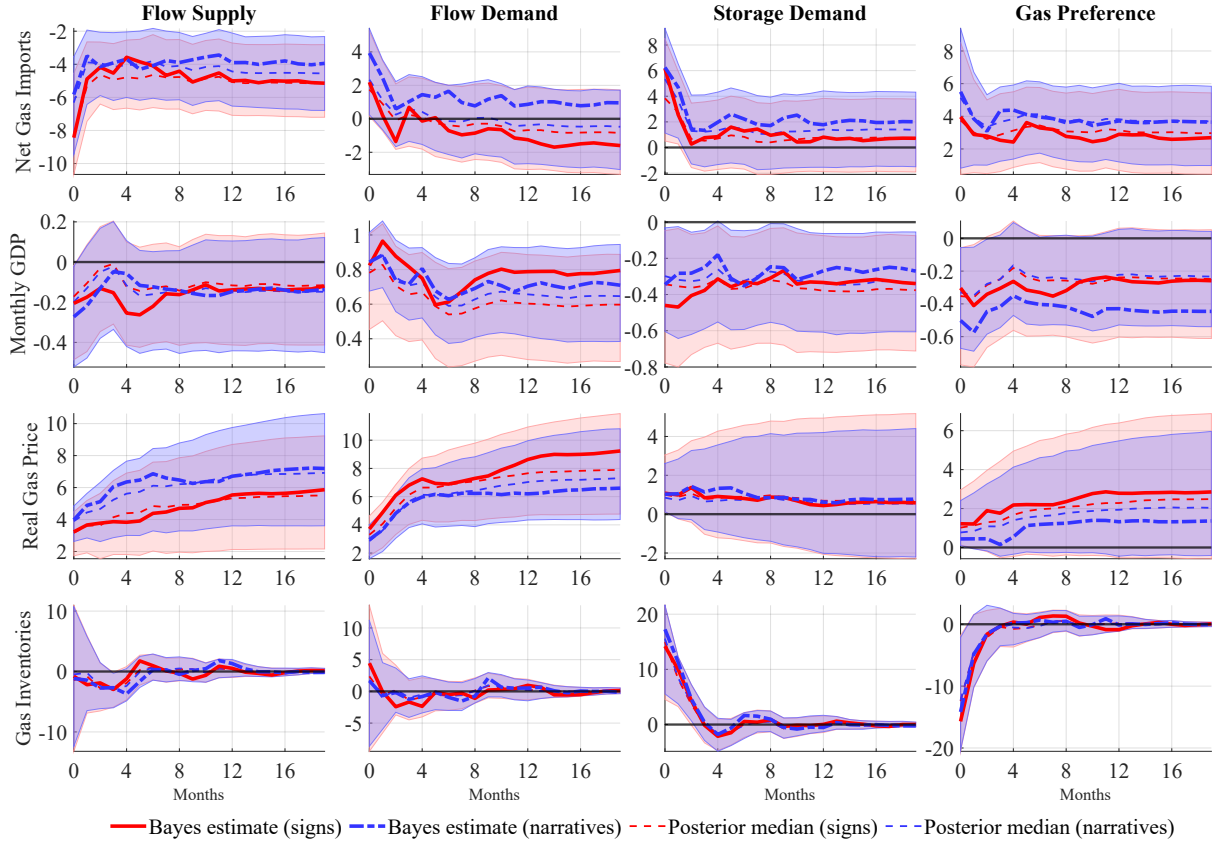 Flow Supply Flow Demand Storage Demand Gas Preference
Net Gas Imports
-2
-4
-6
-8
-10
0 4 8 12 16
4
2
0
-2
0 4 8 12 16
8
6
4
2
0
-2
0 4 8 12 16
8
6
4
2
0 4 8 12 16
Monthly GDP
0.2
0
-0.2
-0.4
0 4 8 12 16
1
0.8
0.6
0.4
0 4 8 12 16
0
-0.2
-0.4
-0.6
-0.8
0 4 8 12 16
0
-0.2
-0.4
-0.6
0 4 8 12 16
Real Gas Price
10
8
6
4
2
0 4 8 12 16
10
8
6
4
2
0 4 8 12 16
4
2
0
-2
0 4 8 12 16
6
4
2
0
0 4 8 12 16
Gas Inventories
10
0
-10
0 4 8 12 16
Months
10
5
0
-5
0 4 8 12 16
Months
20
10
0
0 4 8 12 16
Months
0
-10
-20
0 4 8 12 16
Months
Bayes estimate (signs) Bayes estimate (narratives) Posterior median (signs) Posterior median (narratives)